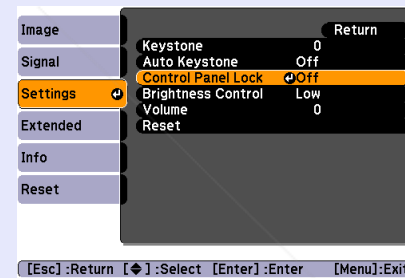 Image
Signal
Settings
Extended
Info
Reset
Return
Keystone 0
Auto Keystone Off
Control Panel Lock Off
Brightness Control Low
Volume 0
Reset
[Esc] :Return [◆] :Select [Enter] :Enter [Menu]:Exit